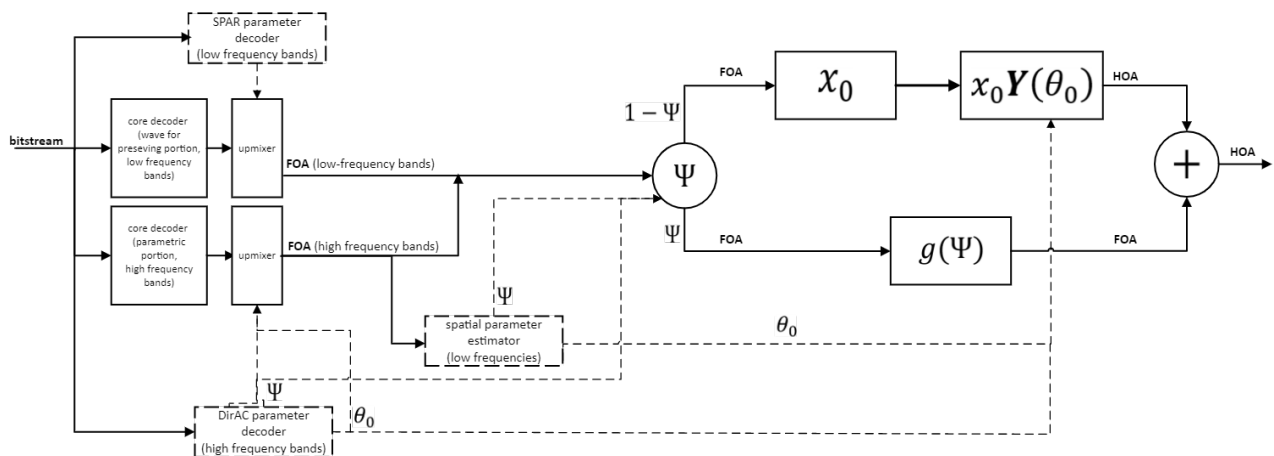 SPAR parameter
decoder
(low frequency bands)
bitstream
core decoder
(wave for
preseving portion,
low frequency
bands)
upmixer
FOA (low-frequency bands)
core decoder
(parametric
portion,
high frequency
bands)
upmixer
FOA (high frequency bands)
Ψ
θ₀
DirAC parameter
decoder
(high frequency bands)
Ψ
spatial parameter
estimator
(low frequencies)
θ₀
1 − Ψ
Ψ
Ψ
FOA
x₀
x₀Y(θ₀)
HOA
FOA
g(Ψ)
FOA
+
HOA